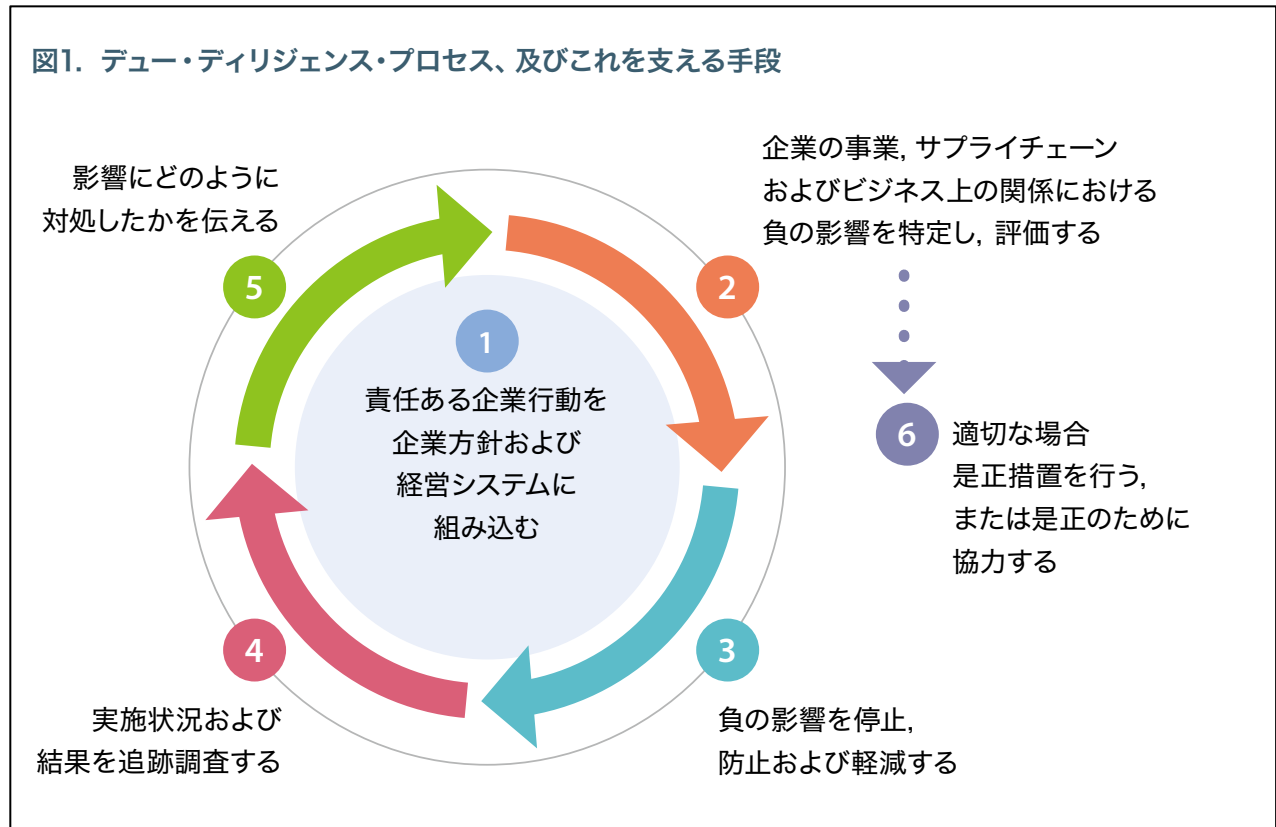 図1. デュー・ディリジェンス・プロセス、及びこれを支える手段
1
責任ある企業行動を
企業方針および
経営システムに
組み込む
2
企業の事業, サプライチェーン
およびビジネス上の関係における
負の影響を特定し, 評価する
3
負の影響を停止,
防止および軽減する
4
実施状況および
結果を追跡調査する
5
影響にどのように
対処したかを伝える
6
適切な場合
是正措置を行う,
または是正のために
協力する